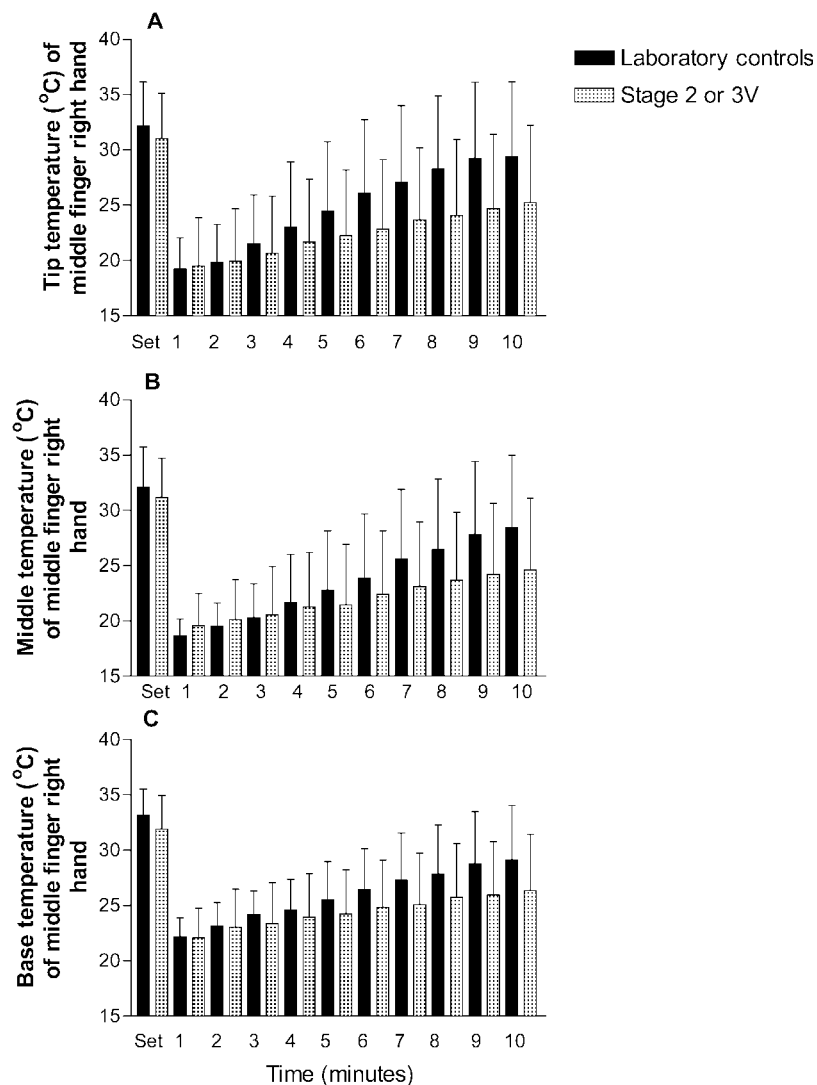 A
Tip temperature (°C) of
middle finger right hand
40
35
30
25
20
15
Set 1 2 3 4 5 6 7 8 9 10
Laboratory controls
Stage 2 or 3V
B
Middle temperature (°C)
of middle finger right
hand
40
35
30
25
20
15
Set 1 2 3 4 5 6 7 8 9 10
C
Base temperature (°C)
of middle finger right
hand
40
35
30
25
20
15
Set 1 2 3 4 5 6 7 8 9 10
Time (minutes)